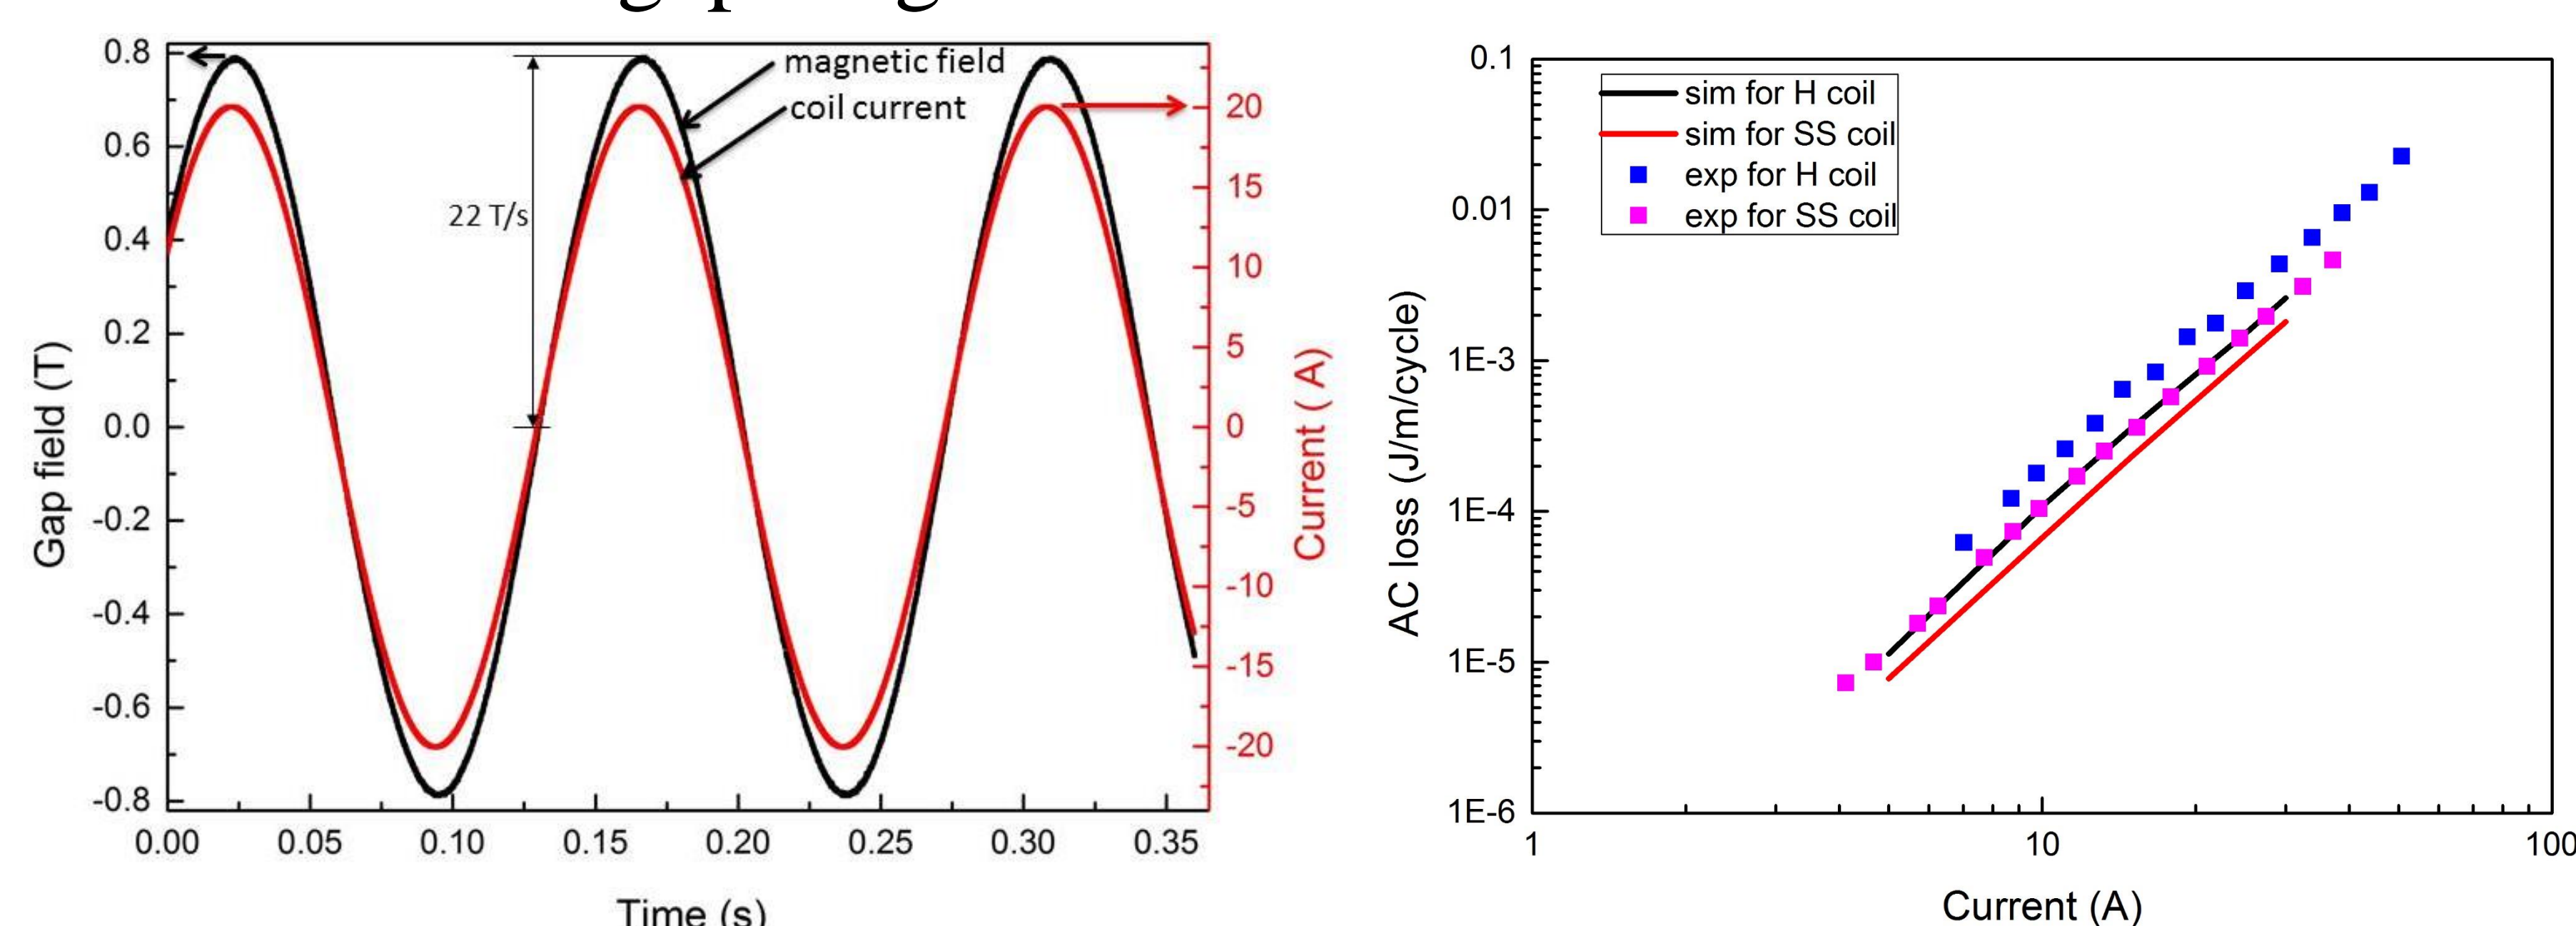 0.8
0.6
0.4
0.2
0.0
-0.2
-0.4
-0.6
-0.8
Gap field (T)
0.00 0.05 0.10 0.15 0.20 0.25 0.30 0.35
Time (s)
magnetic field
coil current
22 T/s
20
15
10
5
0
-5
-10
-15
-20
Current ( A)
0.1
0.01
1E-3
1E-4
1E-5
1E-6
AC loss (J/m/cycle)
sim for H coil
sim for SS coil
exp for H coil
exp for SS coil
1 10 100
Current (A)